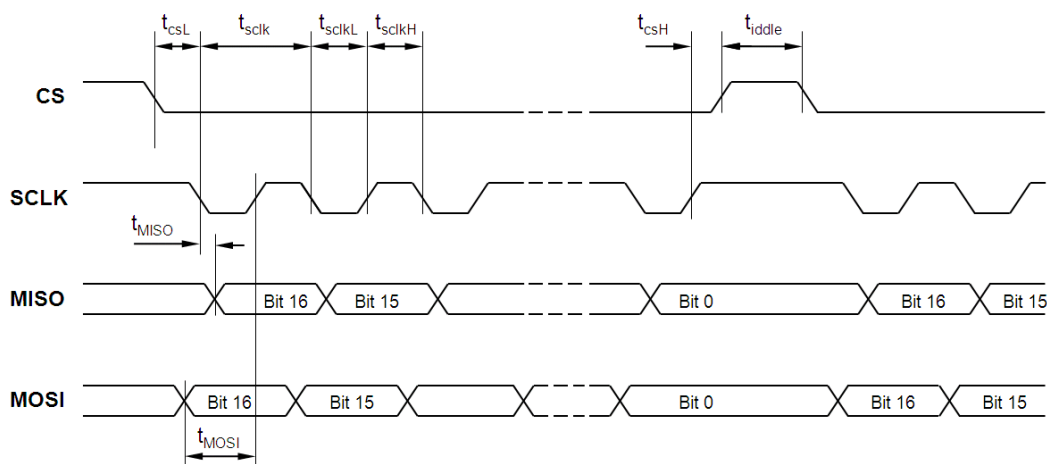 tcsL tsclk tsclkL tsclkH tcsH tiddle
CS
SCLK
tMISO
MISO Bit 16 Bit 15 Bit 0 Bit 16 Bit 15
MOSI Bit 16 Bit 15 Bit 0 Bit 16 Bit 15
tMOSI